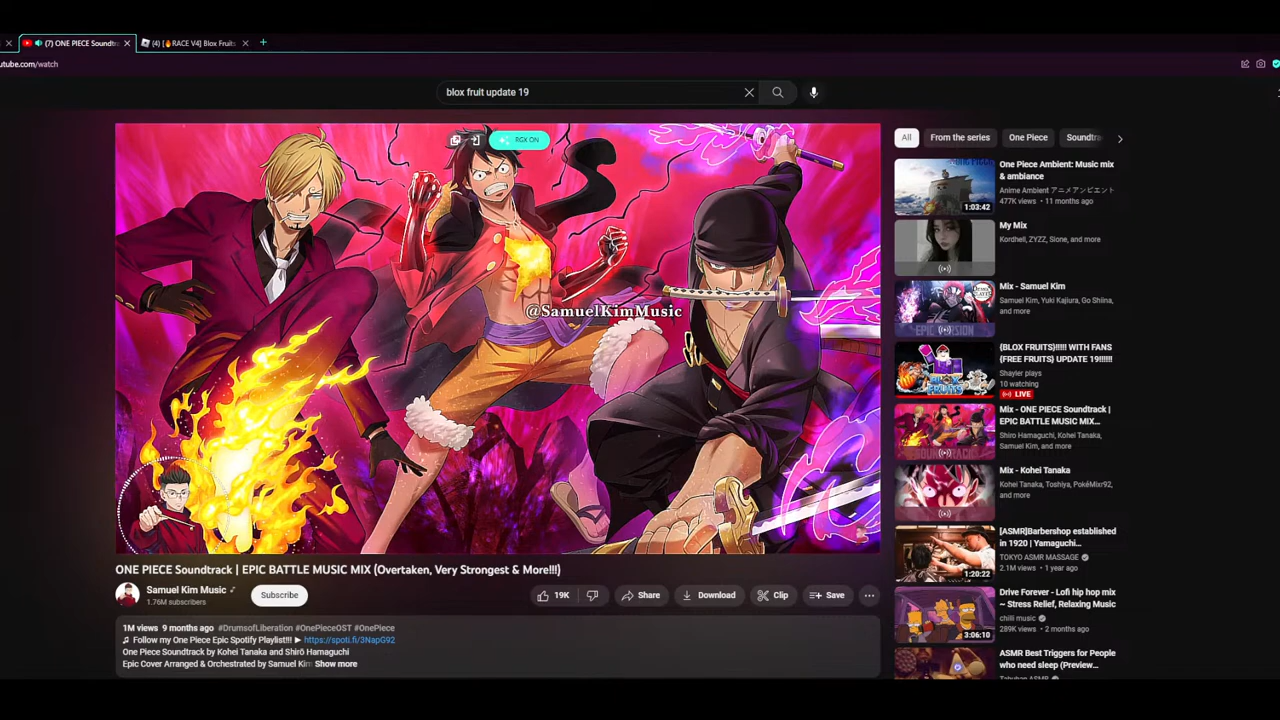 (7) ONE PIECE Soundtr
(4) [🔥RACE V4] Blox Fruits
utube.com/watch
blox fruit update 19
RGX ON
@SamuelKimMusic
ONE PIECE Soundtrack | EPIC BATTLE MUSIC MIX (Overtaken, Very Strongest & More!!!)
Samuel Kim Music
1.76M subscribers
Subscribe
19K
Share
Download
Clip
Save
1M views 9 months ago #DrumsofLiberation #OnePieceOST #OnePiece
♫ Follow my One Piece Epic Spotify Playlist!!! ► https://spoti.fi/3NapG92
One Piece Soundtrack by Kohei Tanaka and Shirō Hamaguchi
Epic Cover Arranged & Orchestrated by Samuel Kim Show more
All
From the series
One Piece
Soundtra
One Piece Ambient: Music mix
& ambiance
Anime Ambient アニメアンビエント
477K views • 11 months ago
1:03:42
My Mix
Kordhell, ZYZZ, Sione, and more
Mix - Samuel Kim
Samuel Kim, Yuki Kajiura, Go Shiina,
and more
EPIC VERSION
{BLOX FRUITS}!!!!! WITH FANS
{FREE FRUITS} UPDATE 19!!!!!!
Shayler plays
10 watching
LIVE
Mix - ONE PIECE Soundtrack |
EPIC BATTLE MUSIC MIX...
Shiro Hamaguchi, Kohei Tanaka,
Samuel Kim, and more
Mix - Kohei Tanaka
Kohei Tanaka, Toshiya, PokéMixr92,
and more
[ASMR]Barbershop established
in 1920 | Yamaguchi...
TOKYO ASMR MASSAGE
2.1M views • 1 year ago
1:20:22
Drive Forever - Lofi hip hop mix
~ Stress Relief, Relaxing Music
chilli music
289K views • 2 months ago
3:06:10
ASMR Best Triggers for People
who need sleep (Preview...